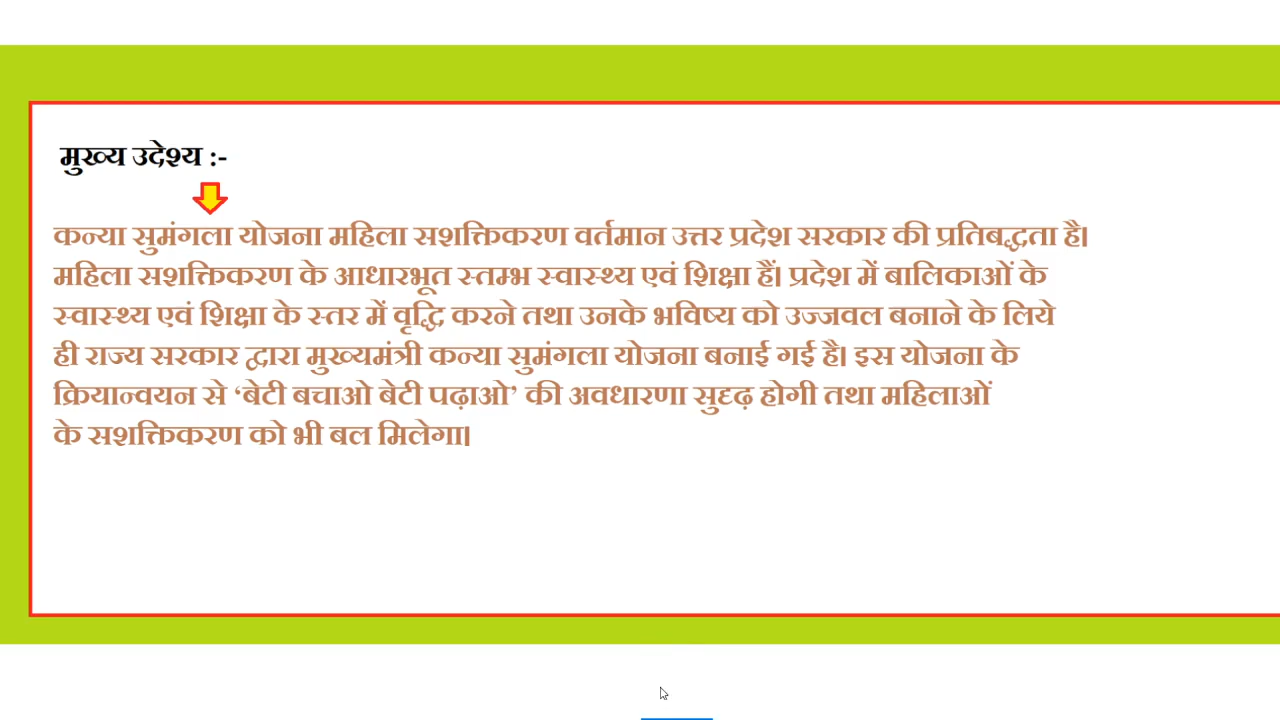 मुख्य उदेश्य :-
कन्या सुमंगला योजना महिला सशक्तिकरण वर्तमान उत्तर प्रदेश सरकार की प्रतिबद्धता है।
महिला सशक्तिकरण के आधारभूत स्तम्भ स्वास्थ्य एवं शिक्षा हैं। प्रदेश में बालिकाओं के
स्वास्थ्य एवं शिक्षा के स्तर में वृद्धि करने तथा उनके भविष्य को उज्जवल बनाने के लिये
ही राज्य सरकार द्वारा मुख्यमंत्री कन्या सुमंगला योजना बनाई गई है। इस योजना के
क्रियान्वयन से ‘बेटी बचाओ बेटी पढ़ाओ’ की अवधारणा सुदृढ़ होगी तथा महिलाओं
के सशक्तिकरण को भी बल मिलेगा।